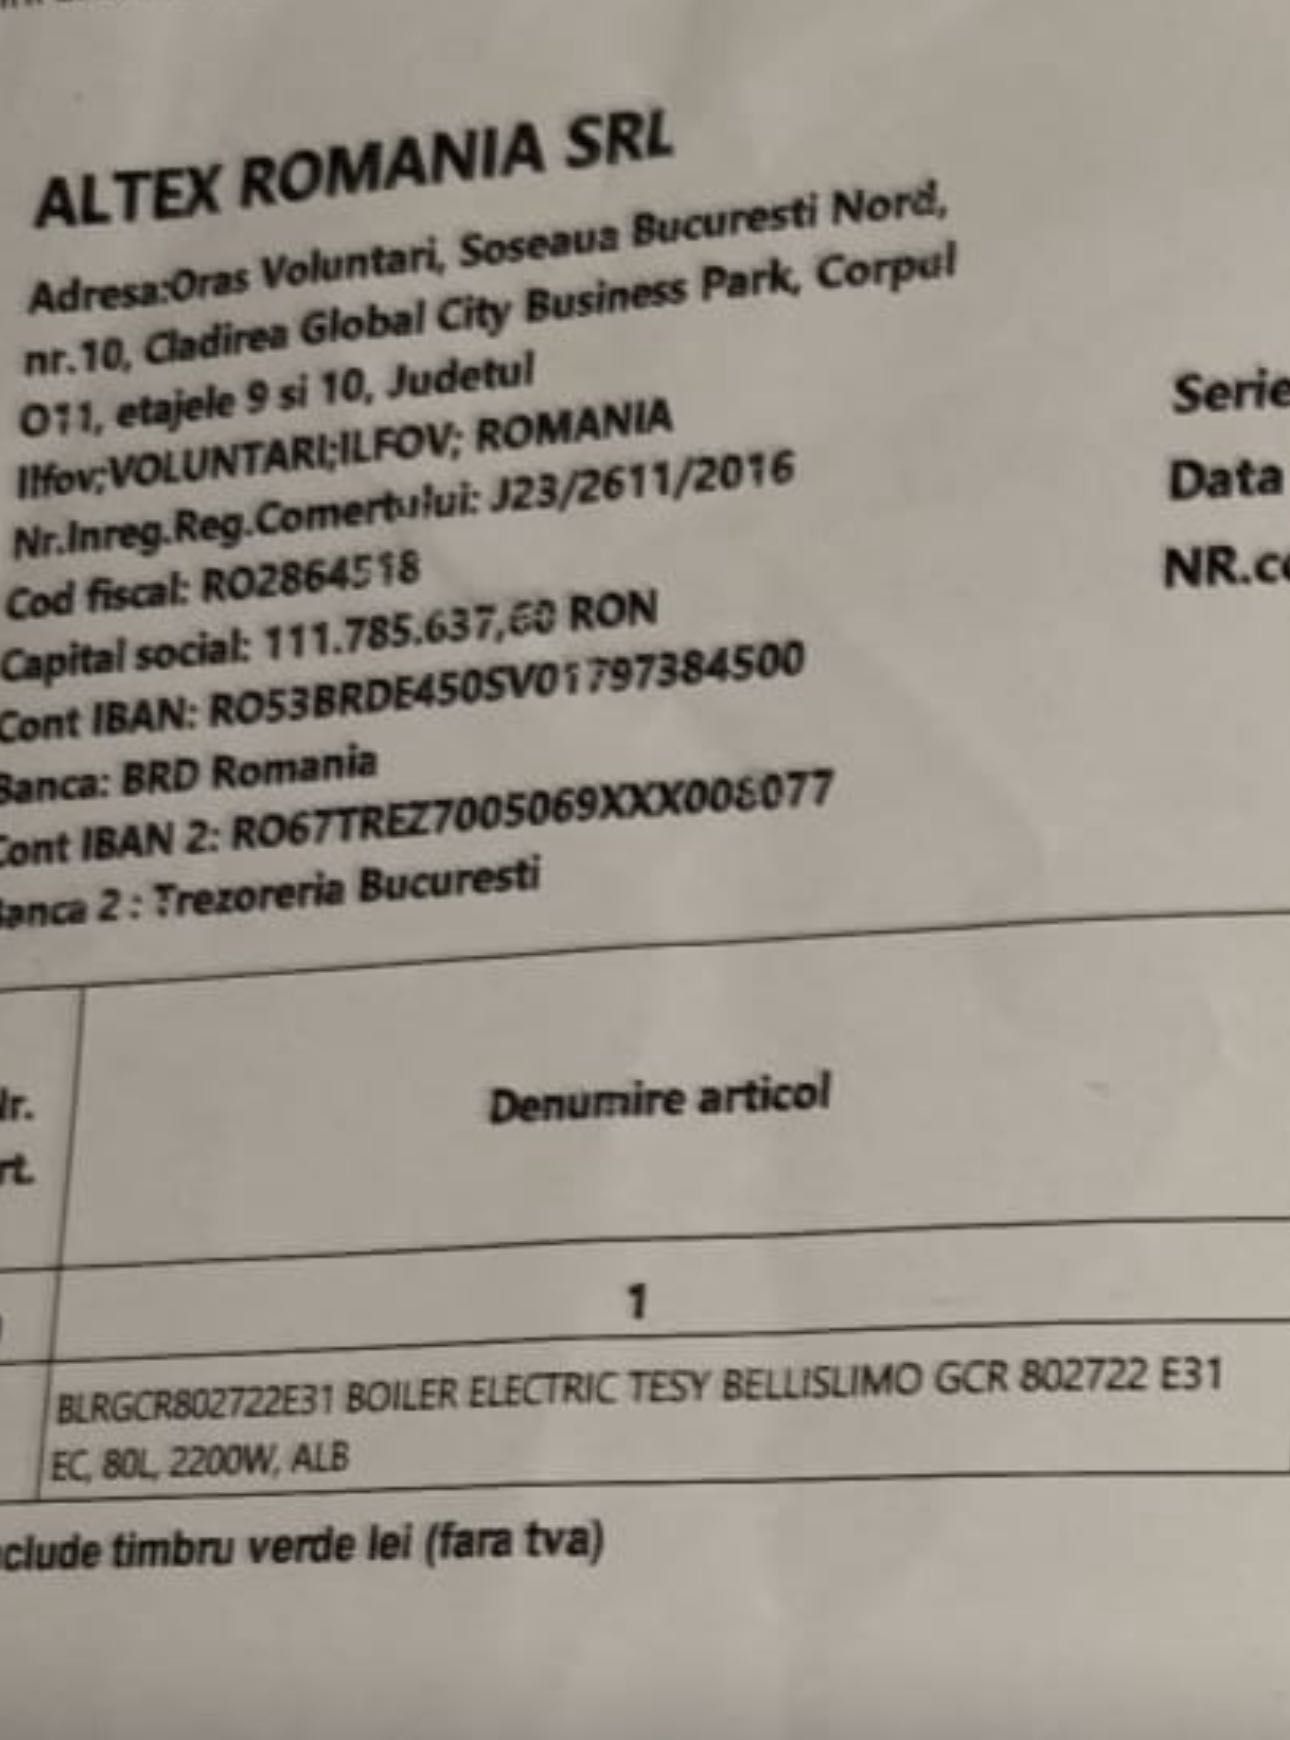 ALTEX ROMANIA SRL
Adresa:Oras Voluntari, Soseaua Bucuresti Nord,
nr.10, Cladirea Global City Business Park, Corpul
O11, etajele 9 si 10, Judetul
Ilfov;VOLUNTARI;ILFOV; ROMANIA
Nr.Inreg.Reg.Comertului: J23/2611/2016
Cod fiscal: RO2864518
Capital social: 111.785.637,60 RON
Cont IBAN: RO53BRDE450SV01797384500
Banca: BRD Romania
Cont IBAN 2: RO67TREZ7005069XXX006077
Banca 2 : Trezoreria Bucuresti
Serie
Data
NR.co
Nr.
rt.
Denumire articol
1
BLRGCR802722E31 BOILER ELECTRIC TESY BELLISLIMO GCR 802722 E31
EC, 80L, 2200W, ALB
nclude timbru verde lei (fara tva)